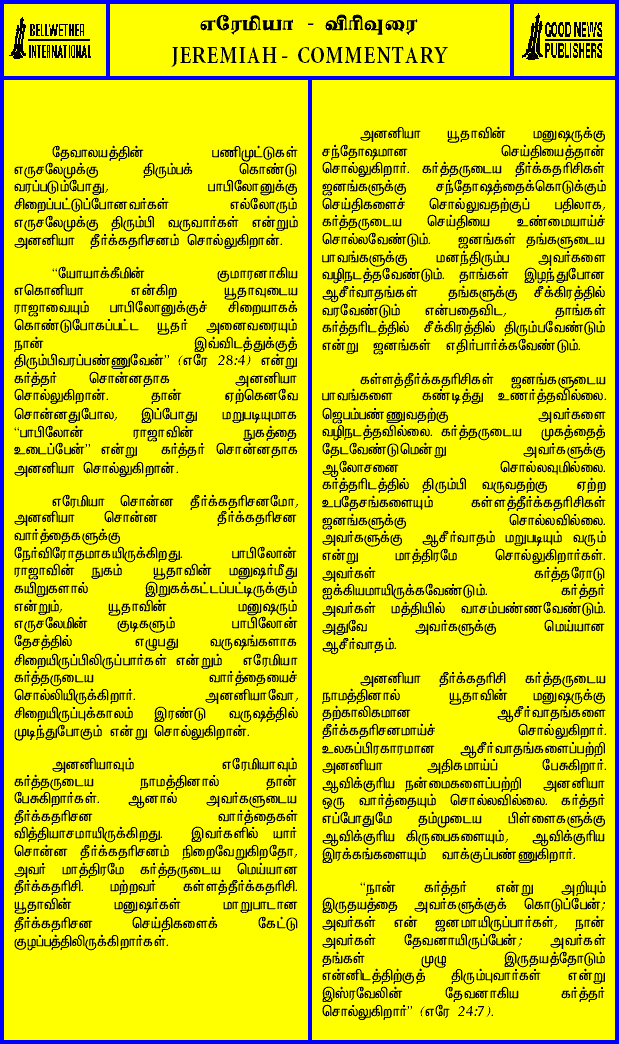 BELLWETHER
INTERNATIONAL
எரேமியா - விரிவுரை
JEREMIAH - COMMENTARY
GOOD NEWS
PUBLISHERS
தேவாலயத்தின் பணிமுட்டுகள்
எருசலேமுக்கு திரும்பக் கொண்டு
வரப்படும்போது, பாபிலோனுக்கு
சிறைப்பட்டுப்போனவர்கள் எல்லோரும்
எருசலேமுக்கு திரும்பி வருவார்கள் என்றும்
அனனியா தீர்க்கதரிசனம் சொல்லுகிறான்.
“யோயாக்கீமின் குமாரனாகிய
எகொனியா என்கிற யூதாவுடைய
ராஜாவையும் பாபிலோனுக்குச் சிறையாகக்
கொண்டுபோகப்பட்ட யூதர் அனைவரையும்
நான் இவ்விடத்துக்குத்
திரும்பிவரப்பண்ணுவேன்” (எரே 28:4) என்று
கர்த்தர் சொன்னதாக அனனியா
சொல்லுகிறான். தான் ஏற்கெனவே
சொன்னதுபோல, இப்போது மறுபடியுமாக
“பாபிலோன் ராஜாவின் நுகத்தை
உடைப்பேன்” என்று கர்த்தர் சொன்னதாக
அனனியா சொல்லுகிறான்.
எரேமியா சொன்ன தீர்க்கதரிசனமோ,
அனனியா சொன்ன தீர்க்கதரிசன
வார்த்தைகளுக்கு
நேர்விரோதமாகயிருக்கிறது. பாபிலோன்
ராஜாவின் நுகம் யூதாவின் மனுஷர்மீது
கயிறுகளால் இறுகக்கட்டப்பட்டிருக்கும்
என்றும், யூதாவின் மனுஷரும்
எருசலேமின் குடிகளும் பாபிலோன்
தேசத்தில் எழுபது வருஷங்களாக
சிறையிருப்பிலிருப்பார்கள் என்றும் எரேமியா
கர்த்தருடைய வார்த்தையைச்
சொல்லியிருக்கிறார். அனனியாவோ,
சிறையிருப்புக்காலம் இரண்டு வருஷத்தில்
முடிந்துபோகும் என்று சொல்லுகிறான்.
அனனியாவும் எரேமியாவும்
கர்த்தருடைய நாமத்தினால் தான்
பேசுகிறார்கள். ஆனால் அவர்களுடைய
தீர்க்கதரிசன வார்த்தைகள்
வித்தியாசமாயிருக்கிறது. இவர்களில் யார்
சொன்ன தீர்க்கதரிசனம் நிறைவேறுகிறதோ,
அவர் மாத்திரமே கர்த்தருடைய மெய்யான
தீர்க்கதரிசி. மற்றவர் கள்ளத்தீர்க்கதரிசி.
யூதாவின் மனுஷர்கள் மாறுபாடான
தீர்க்கதரிசன செய்திகளைக் கேட்டு
குழப்பத்திலிருக்கிறார்கள்.
அனனியா யூதாவின் மனுஷருக்கு
சந்தோஷமான செய்தியைத்தான்
சொல்லுகிறார். கர்த்தருடைய தீர்க்கதரிசிகள்
ஜனங்களுக்கு சந்தோஷத்தைக்கொடுக்கும்
செய்திகளைச் சொல்லுவதற்குப் பதிலாக,
கர்த்தருடைய செய்தியை உண்மையாய்ச்
சொல்லவேண்டும். ஜனங்கள் தங்களுடைய
பாவங்களுக்கு மனந்திரும்ப அவர்களை
வழிநடத்தவேண்டும். தாங்கள் இழந்துபோன
ஆசீர்வாதங்கள் தங்களுக்கு சீக்கிரத்தில்
வரவேண்டும் என்பதைவிட, தாங்கள்
கர்த்தரிடத்தில் சீக்கிரத்தில் திரும்பவேண்டும்
என்று ஜனங்கள் எதிர்பார்க்கவேண்டும்.
கள்ளத்தீர்க்கதரிசிகள் ஜனங்களுடைய
பாவங்களை கண்டித்து உணர்த்தவில்லை.
ஜெபம்பண்ணுவதற்கு அவர்களை
வழிநடத்தவில்லை. கர்த்தருடைய முகத்தைத்
தேடவேண்டுமென்று அவர்களுக்கு
ஆலோசனை சொல்லவுமில்லை.
கர்த்தரிடத்தில் திரும்பி வருவதற்கு ஏற்ற
உபதேசங்களையும் கள்ளத்தீர்க்கதரிசிகள்
ஜனங்களுக்கு சொல்லவில்லை.
அவர்களுக்கு ஆசீர்வாதம் மறுபடியும் வரும்
என்று மாத்திரமே சொல்லுகிறார்கள்.
அவர்கள் கர்த்தரோடு
ஐக்கியமாயிருக்கவேண்டும். கர்த்தர்
அவர்கள் மத்தியில் வாசம்பண்ணவேண்டும்.
அதுவே அவர்களுக்கு மெய்யான
ஆசீர்வாதம்.
அனனியா தீர்க்கதரிசி கர்த்தருடைய
நாமத்தினால் யூதாவின் மனுஷருக்கு
தற்காலிகமான ஆசீர்வாதங்களை
தீர்க்கதரிசனமாய்ச் சொல்லுகிறார்.
உலகப்பிரகாரமான ஆசீர்வாதங்களைப்பற்றி
அனனியா அதிகமாய்ப் பேசுகிறார்.
ஆவிக்குரிய நன்மைகளைப்பற்றி அனனியா
ஒரு வார்த்தையும் சொல்லவில்லை. கர்த்தர்
எப்போதுமே தம்முடைய பிள்ளைகளுக்கு
ஆவிக்குரிய கிருபைகளையும், ஆவிக்குரிய
இரக்கங்களையும் வாக்குப்பண்ணுகிறார்.
“நான் கர்த்தர் என்று அறியும்
இருதயத்தை அவர்களுக்குக் கொடுப்பேன்;
அவர்கள் என் ஜனமாயிருப்பார்கள், நான்
அவர்கள் தேவனாயிருப்பேன்; அவர்கள்
தங்கள் முழு இருதயத்தோடும்
என்னிடத்திற்குத் திரும்புவார்கள் என்று
இஸ்ரவேலின் தேவனாகிய கர்த்தர்
சொல்லுகிறார்” (எரே 24:7).